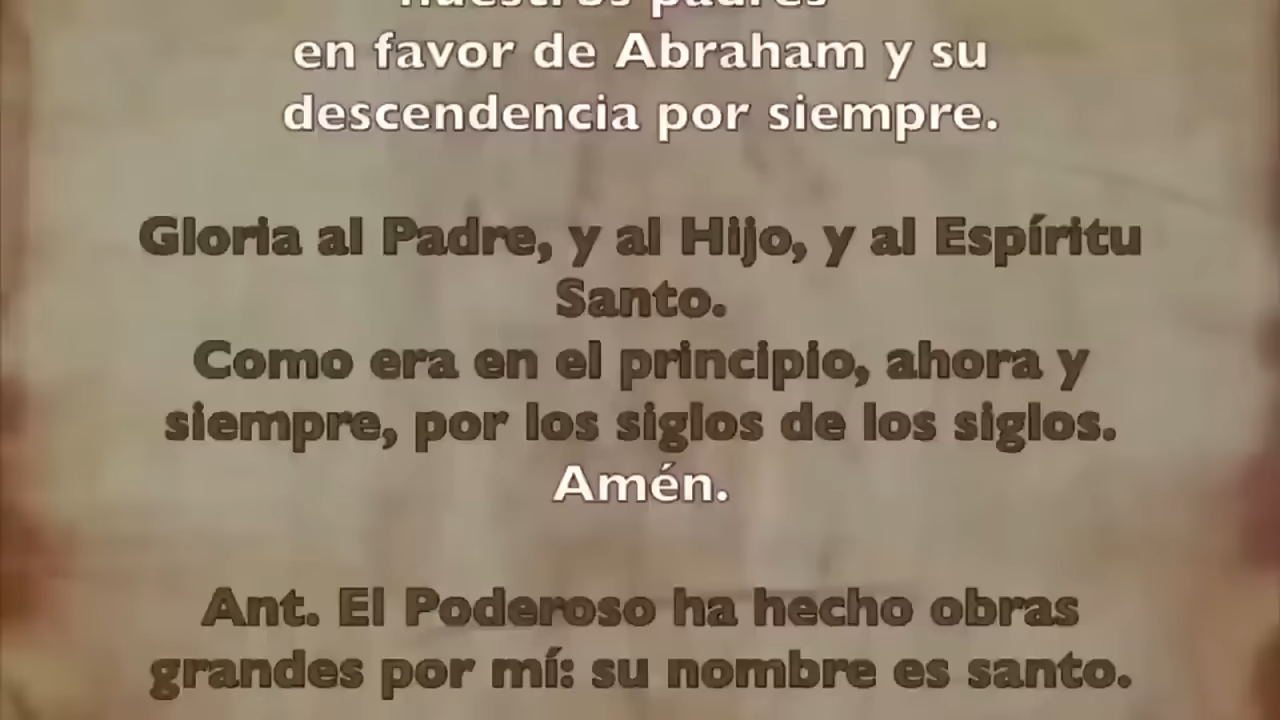 nuestros padres
en favor de Abraham y su
descendencia por siempre.
Gloria al Padre, y al Hijo, y al Espíritu
Santo.
Como era en el principio, ahora y
siempre, por los siglos de los siglos.
Amén.
Ant. El Poderoso ha hecho obras
grandes por mí: su nombre es santo.